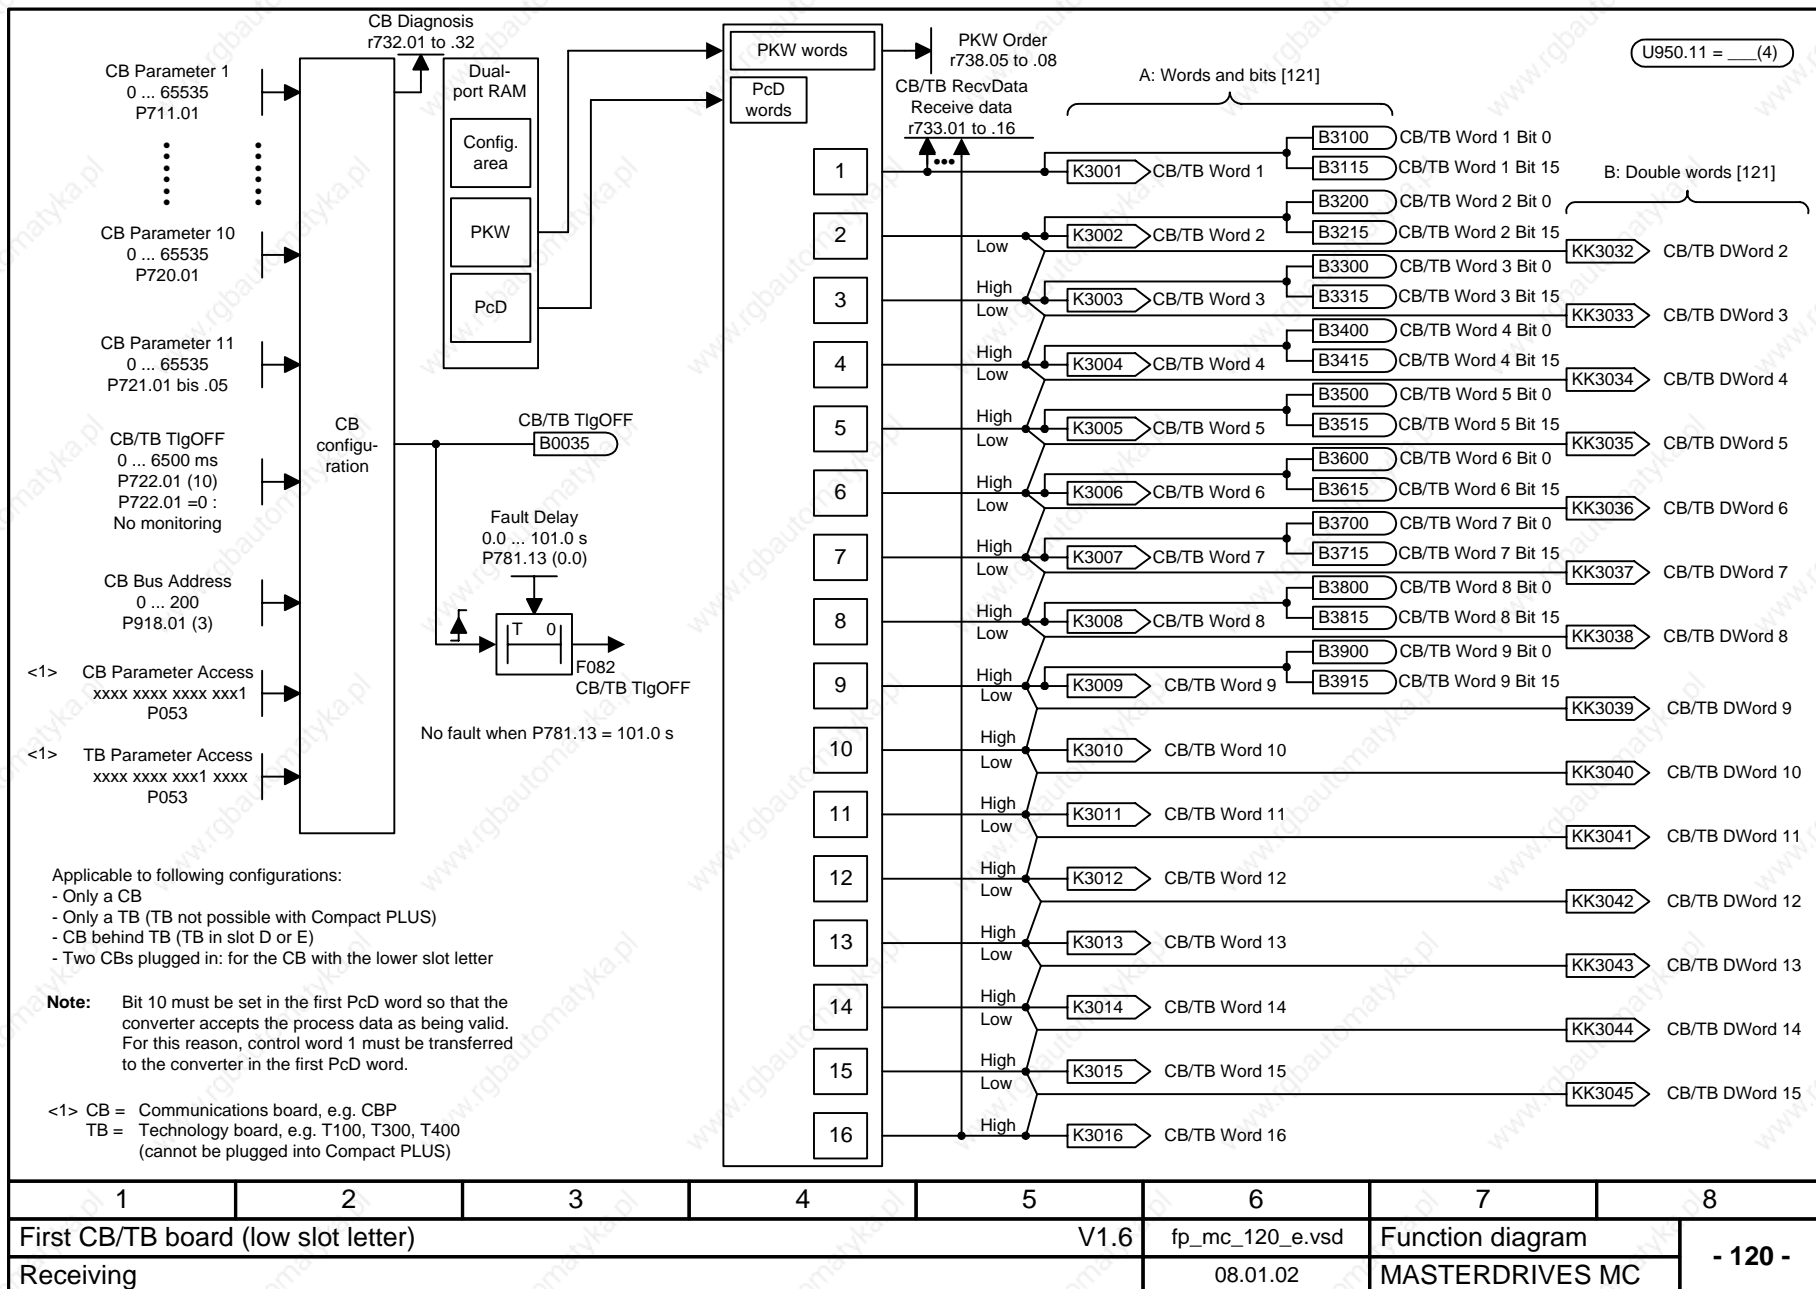 CB Diagnosis
r732.01 to .32
CB Parameter 1
0 ... 65535
P711.01
CB Parameter 10
0 ... 65535
P720.01
CB Parameter 11
0 ... 65535
P721.01 bis .05
CB/TB TlgOFF
0 ... 6500 ms
P722.01 (10)
P722.01 =0 :
No monitoring
CB Bus Address
0 ... 200
P918.01 (3)
<1> CB Parameter Access
xxxx xxxx xxxx xxx1
P053
<1> TB Parameter Access
xxxx xxxx xxx1 xxxx
P053
CB
configu-
ration
Dual-
port RAM
Config.
area
PKW
PcD
CB/TB TlgOFF
B0035
Fault Delay
0.0 ... 101.0 s
P781.13 (0.0)
T 0
F082
CB/TB TlgOFF
No fault when P781.13 = 101.0 s
PKW words
PcD
words
PKW Order
r738.05 to .08
CB/TB RecvData
Receive data
r733.01 to .16
A: Words and bits [121]
U950.11 = ___(4)
B: Double words [121]
1 K3001 CB/TB Word 1
B3100 CB/TB Word 1 Bit 0
B3115 CB/TB Word 1 Bit 15
2 Low K3002 CB/TB Word 2
B3200 CB/TB Word 2 Bit 0
B3215 CB/TB Word 2 Bit 15
KK3032 CB/TB DWord 2
3 High Low K3003 CB/TB Word 3
B3300 CB/TB Word 3 Bit 0
B3315 CB/TB Word 3 Bit 15
KK3033 CB/TB DWord 3
4 High Low K3004 CB/TB Word 4
B3400 CB/TB Word 4 Bit 0
B3415 CB/TB Word 4 Bit 15
KK3034 CB/TB DWord 4
5 High Low K3005 CB/TB Word 5
B3500 CB/TB Word 5 Bit 0
B3515 CB/TB Word 5 Bit 15
KK3035 CB/TB DWord 5
6 High Low K3006 CB/TB Word 6
B3600 CB/TB Word 6 Bit 0
B3615 CB/TB Word 6 Bit 15
KK3036 CB/TB DWord 6
7 High Low K3007 CB/TB Word 7
B3700 CB/TB Word 7 Bit 0
B3715 CB/TB Word 7 Bit 15
KK3037 CB/TB DWord 7
8 High Low K3008 CB/TB Word 8
B3800 CB/TB Word 8 Bit 0
B3815 CB/TB Word 8 Bit 15
KK3038 CB/TB DWord 8
9 High Low K3009 CB/TB Word 9
B3900 CB/TB Word 9 Bit 0
B3915 CB/TB Word 9 Bit 15
KK3039 CB/TB DWord 9
10 High Low K3010 CB/TB Word 10
KK3040 CB/TB DWord 10
11 High Low K3011 CB/TB Word 11
KK3041 CB/TB DWord 11
12 High Low K3012 CB/TB Word 12
KK3042 CB/TB DWord 12
13 High Low K3013 CB/TB Word 13
KK3043 CB/TB DWord 13
14 High Low K3014 CB/TB Word 14
KK3044 CB/TB DWord 14
15 High Low K3015 CB/TB Word 15
KK3045 CB/TB DWord 15
16 High K3016 CB/TB Word 16
Applicable to following configurations:
- Only a CB
- Only a TB (TB not possible with Compact PLUS)
- CB behind TB (TB in slot D or E)
- Two CBs plugged in: for the CB with the lower slot letter
Note: Bit 10 must be set in the first PcD word so that the
converter accepts the process data as being valid.
For this reason, control word 1 must be transferred
to the converter in the first PcD word.
<1> CB = Communications board, e.g. CBP
TB = Technology board, e.g. T100, T300, T400
(cannot be plugged into Compact PLUS)
1 2 3 4 5 6 7 8
First CB/TB board (low slot letter) V1.6 fp_mc_120_e.vsd Function diagram
- 120 -
Receiving 08.01.02 MASTERDRIVES MC
www.rgbautomatyka.pl